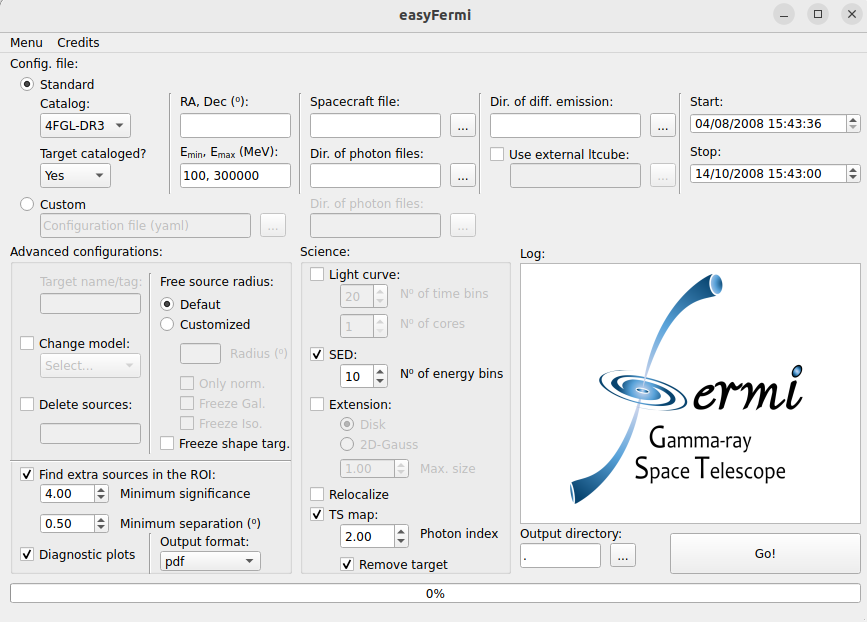 easyFermi
Menu Credits
Config. file:
Standard
Catalog:
4FGL-DR3
Target cataloged?
Yes
RA, Dec (º):
Emin, Emax (MeV):
100, 300000
Spacecraft file:
...
Dir. of photon files:
...
Dir. of diff. emission:
...
Use external ltcube:
...
Start:
04/08/2008 15:43:36
Stop:
14/10/2008 15:43:00
Custom
Configuration file (yaml)
...
Dir. of photon files:
...
Advanced configurations:
Target name/tag:
Change model:
Select...
Delete sources:
Free source radius:
Defaut
Customized
Radius (º)
Only norm.
Freeze Gal.
Freeze Iso.
Freeze shape targ.
Find extra sources in the ROI:
4.00 Minimum significance
0.50 Minimum separation (º)
Diagnostic plots
Output format:
pdf
Science:
Light curve:
20 Nº of time bins
1 Nº of cores
SED:
10 Nº of energy bins
Extension:
Disk
2D-Gauss
1.00 Max. size
Relocalize
TS map:
2.00 Photon index
Remove target
Log:
Fermi
Gamma-ray
Space Telescope
Output directory:
.
...
Go!
0%